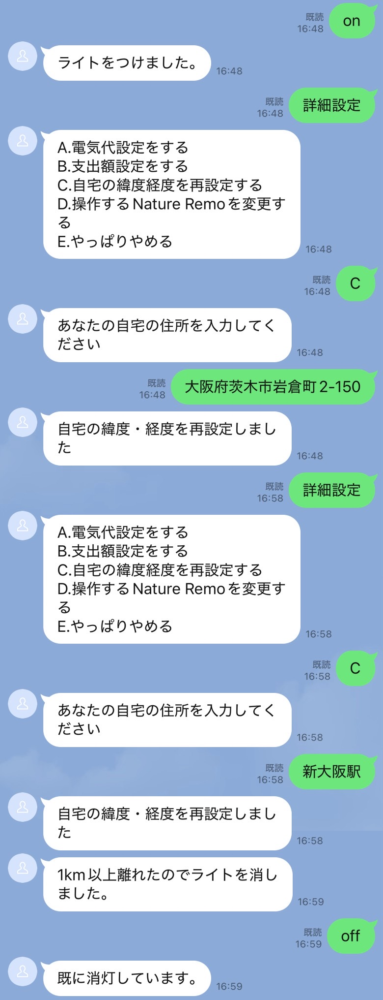 on
既読
16:48
ライトをつけました。
16:48
詳細設定
既読
16:48
A.電気代設定をする
B.支出額設定をする
C.自宅の緯度経度を再設定する
D.操作するNature Remoを変更す
る
E.やっぱりやめる
16:48
C
既読
16:48
あなたの自宅の住所を入力してく
ださい
16:48
大阪府茨木市岩倉町2-150
既読
16:48
自宅の緯度・経度を再設定しまし
た
16:48
詳細設定
既読
16:58
A.電気代設定をする
B.支出額設定をする
C.自宅の緯度経度を再設定する
D.操作するNature Remoを変更す
る
E.やっぱりやめる
16:58
C
既読
16:58
あなたの自宅の住所を入力してく
ださい
16:58
新大阪駅
既読
16:58
自宅の緯度・経度を再設定しまし
た
16:58
1km以上離れたのでライトを消し
ました。
16:59
off
既読
16:59
既に消灯しています。
16:59